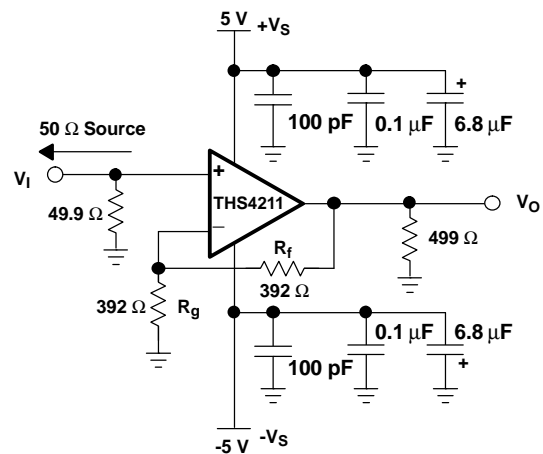 5 V +VS
+
100 pF 0.1 µF 6.8 µF
50 Ω Source
VI
+
THS4211
−
VO
49.9 Ω
499 Ω
Rf
392 Ω
392 Ω Rg
0.1 µF 6.8 µF
100 pF
+
-5 V -VS